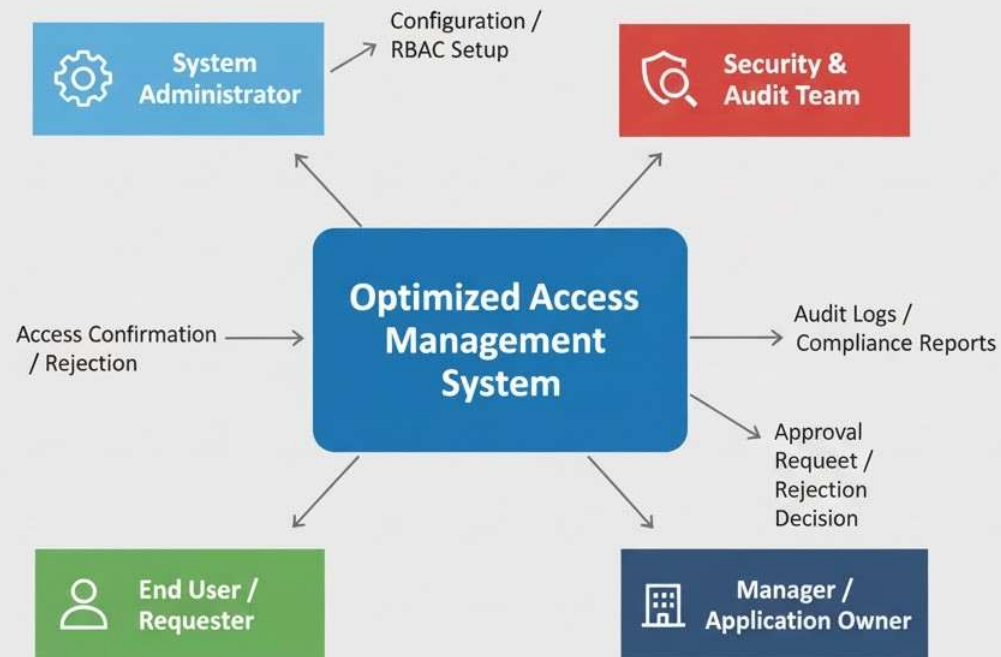 Configuration /
RBAC Setup
System
Administrator
Security &
Audit Team
Optimized Access
Management
System
Access Confirmation
/ Rejection
Audit Logs /
Compliance Reports
Approval
Requeet /
Rejection
Decision
End User /
Requester
Manager /
Application Owner